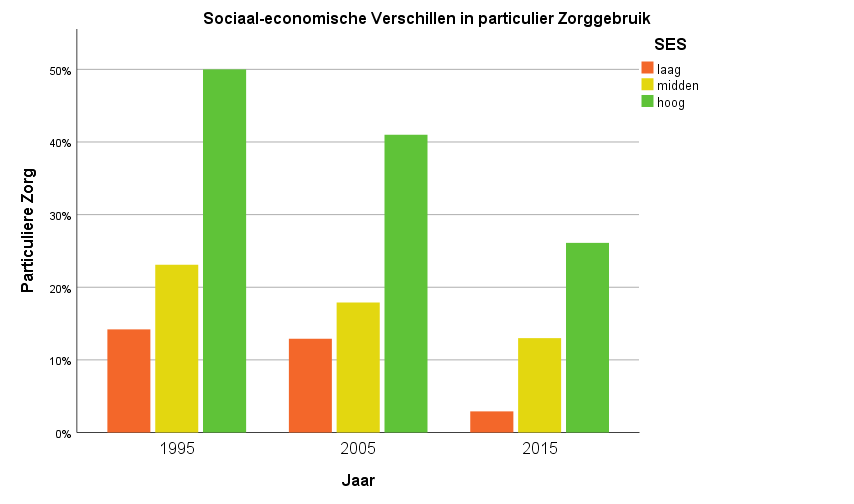 Sociaal-economische Verschillen in particulier Zorggebruik
SES
laag
midden
hoog
Particuliere Zorg
50%
40%
30%
20%
10%
0%
1995
2005
2015
Jaar